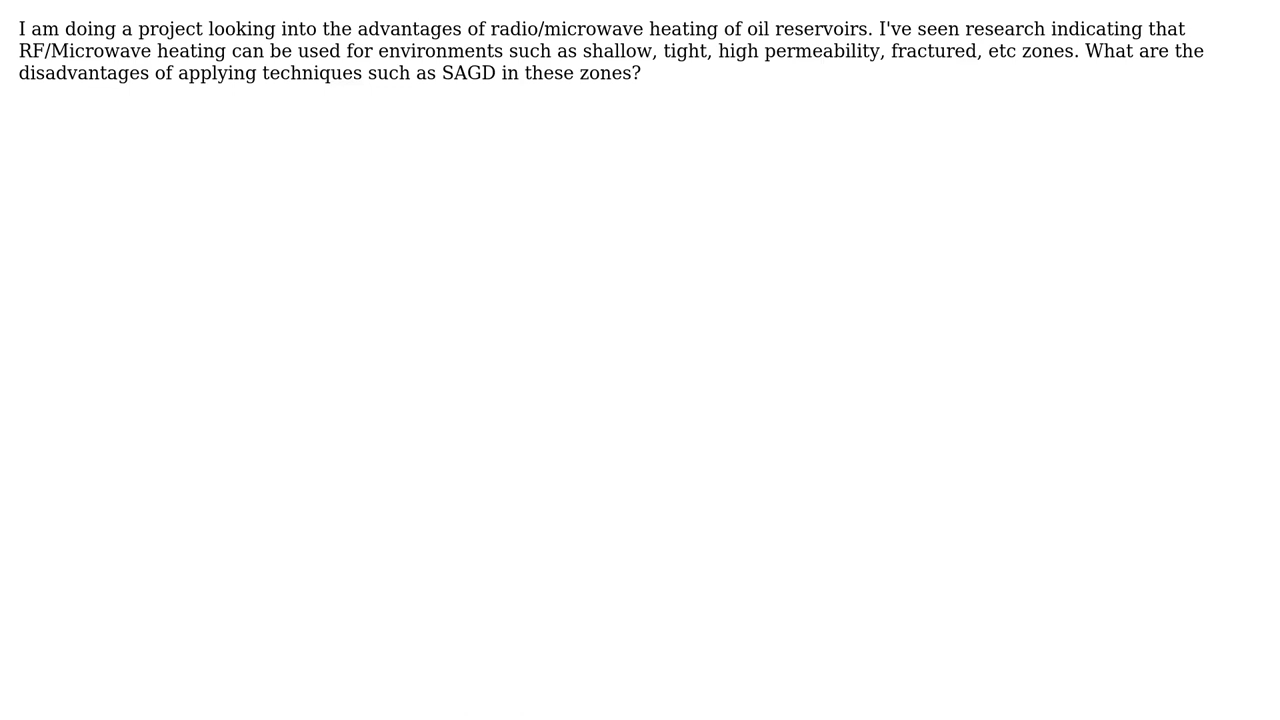 I am doing a project looking into the advantages of radio/microwave heating of oil reservoirs. I've seen research indicating that
RF/Microwave heating can be used for environments such as shallow, tight, high permeability, fractured, etc zones. What are the
disadvantages of applying techniques such as SAGD in these zones?